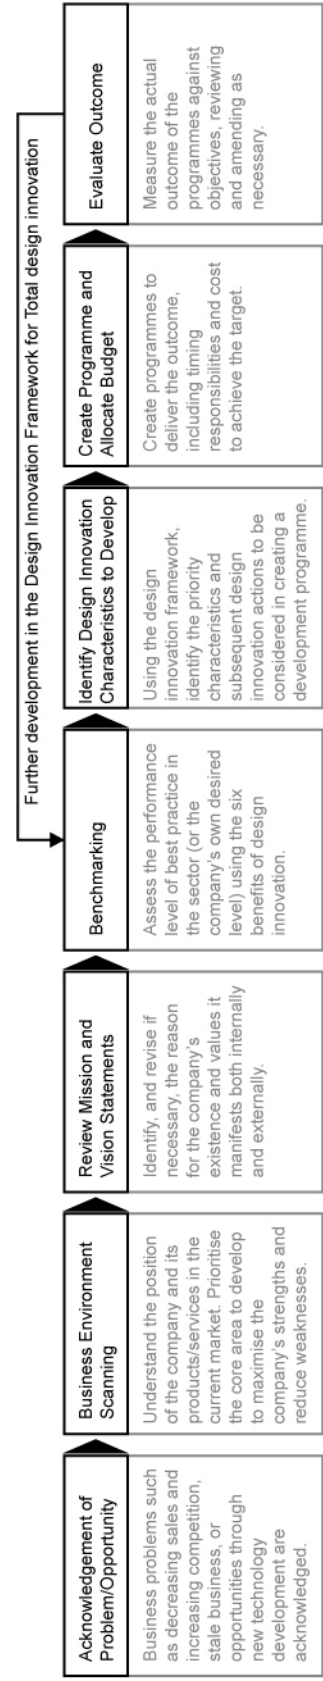 Further development in the Design Innovation Framework for Total design innovation
Acknowledgement of
Problem/Opportunity
Business problems such
as decreasing sales and
increasing competition,
stale business, or
opportunities through
new technology
development are
acknowledged.
Business Environment
Scanning
Understand the position
of the company and its
products/services in the
current market. Prioritise
the core area to develop
to maximise the
company's strengths and
reduce weaknesses.
Review Mission and
Vision Statements
Identify, and revise if
necessary, the reason
for the company's
existence and values it
manifests both internally
and externally.
Benchmarking
Assess the performance
level of best practice in
the sector (or the
company's own desired
level) using the six
benefits of design
innovation.
Identify Design Innovation
Characteristics to Develop
Using the design
innovation framework,
identify the priority
characteristics and
subsequent design
innovation actions to be
considered in creating a
development programme.
Create Programme and
Allocate Budget
Create programmes to
deliver the outcome,
including timing
responsibilities and cost
to achieve the target.
Evaluate Outcome
Measure the actual
outcome of the
programmes against
objectives, reviewing
and amending as
necessary.